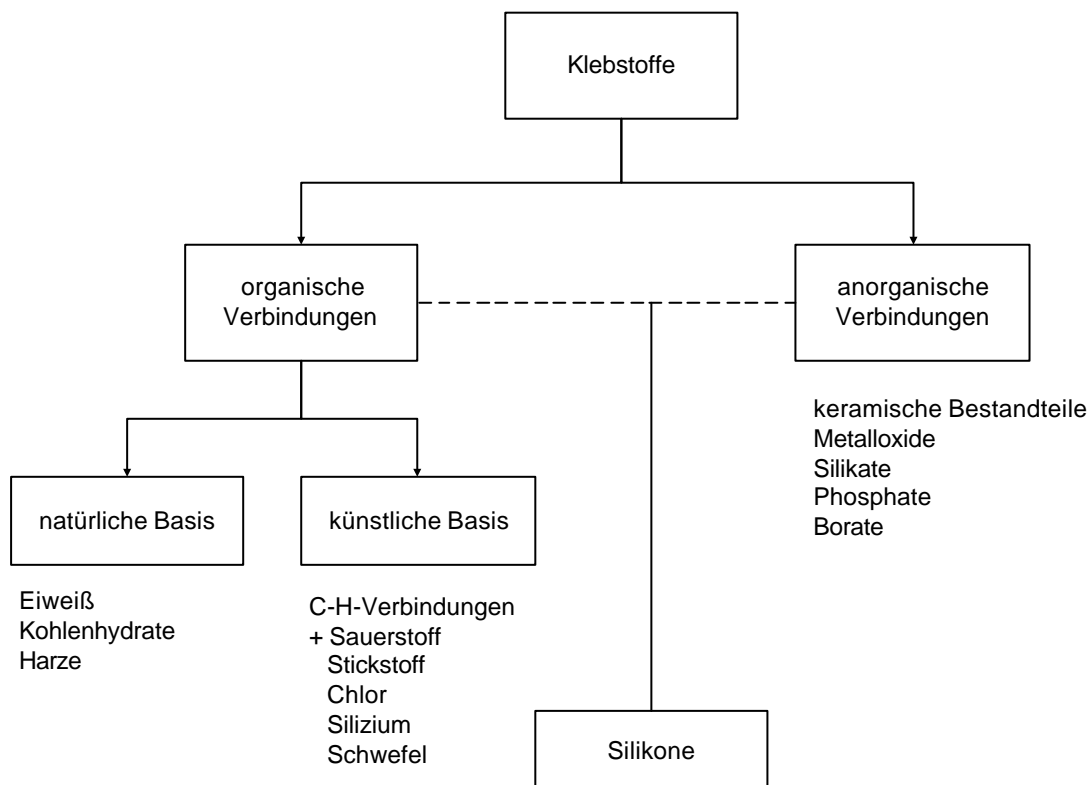 Klebstoffe
organische
Verbindungen
anorganische
Verbindungen
keramische Bestandteile
Metalloxide
Silikate
Phosphate
Borate
natürliche Basis
künstliche Basis
Eiweiß
Kohlenhydrate
Harze
C-H-Verbindungen
+ Sauerstoff
Stickstoff
Chlor
Silizium
Schwefel
Silikone